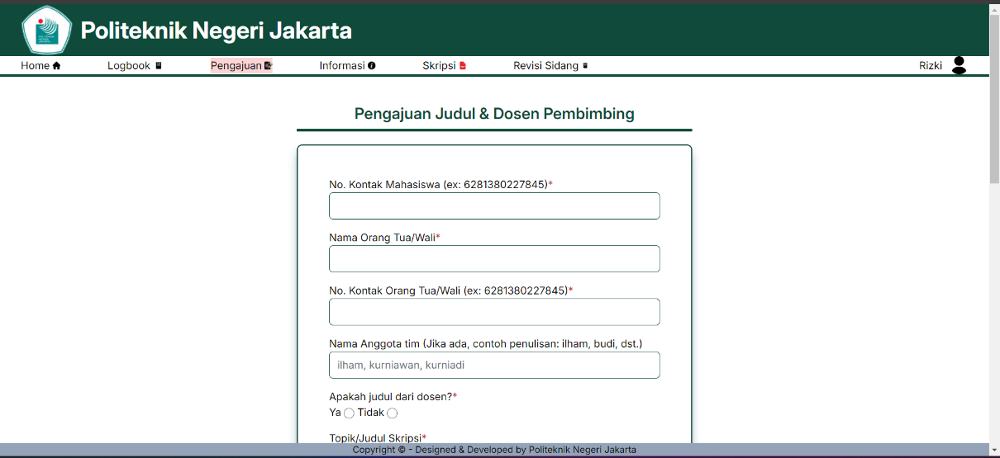 Politeknik Negeri Jakarta
Home Logbook Pengajuan Informasi Skripsi Revisi Sidang Rizki
Pengajuan Judul & Dosen Pembimbing
No. Kontak Mahasiswa (ex: 6281380227845)*
Nama Orang Tua/Wali*
No. Kontak Orang Tua/Wali (ex: 6281380227845)*
Nama Anggota tim (Jika ada, contoh penulisan: ilham, budi, dst.)
ilham, kurniawan, kurniadi
Apakah judul dari dosen?*
Ya Tidak
Topik/Judul Skripsi*
Copyright © - Designed & Developed by Politeknik Negeri Jakarta